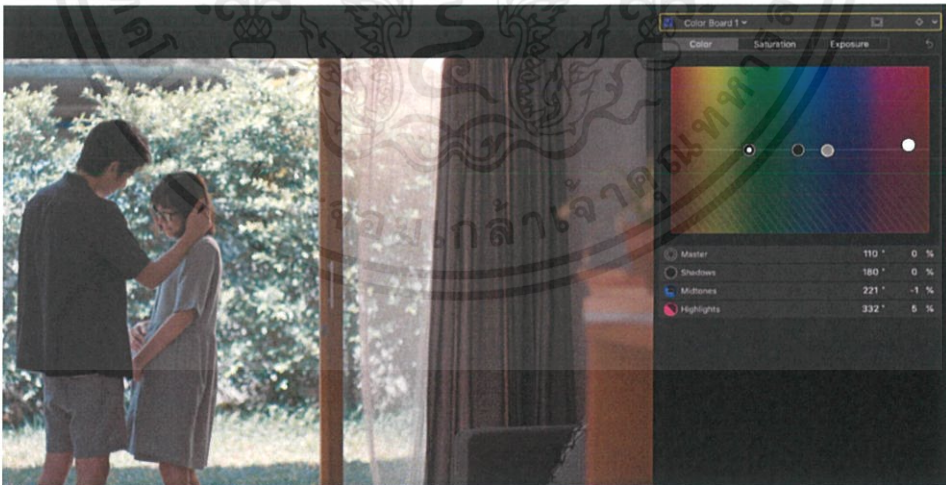 Color Board 1
Color Saturation Exposure
Master 110 ° 0 %
Shadows 180 ° 0 %
Midtones 221 ° -1 %
Highlights 332 ° 5 %